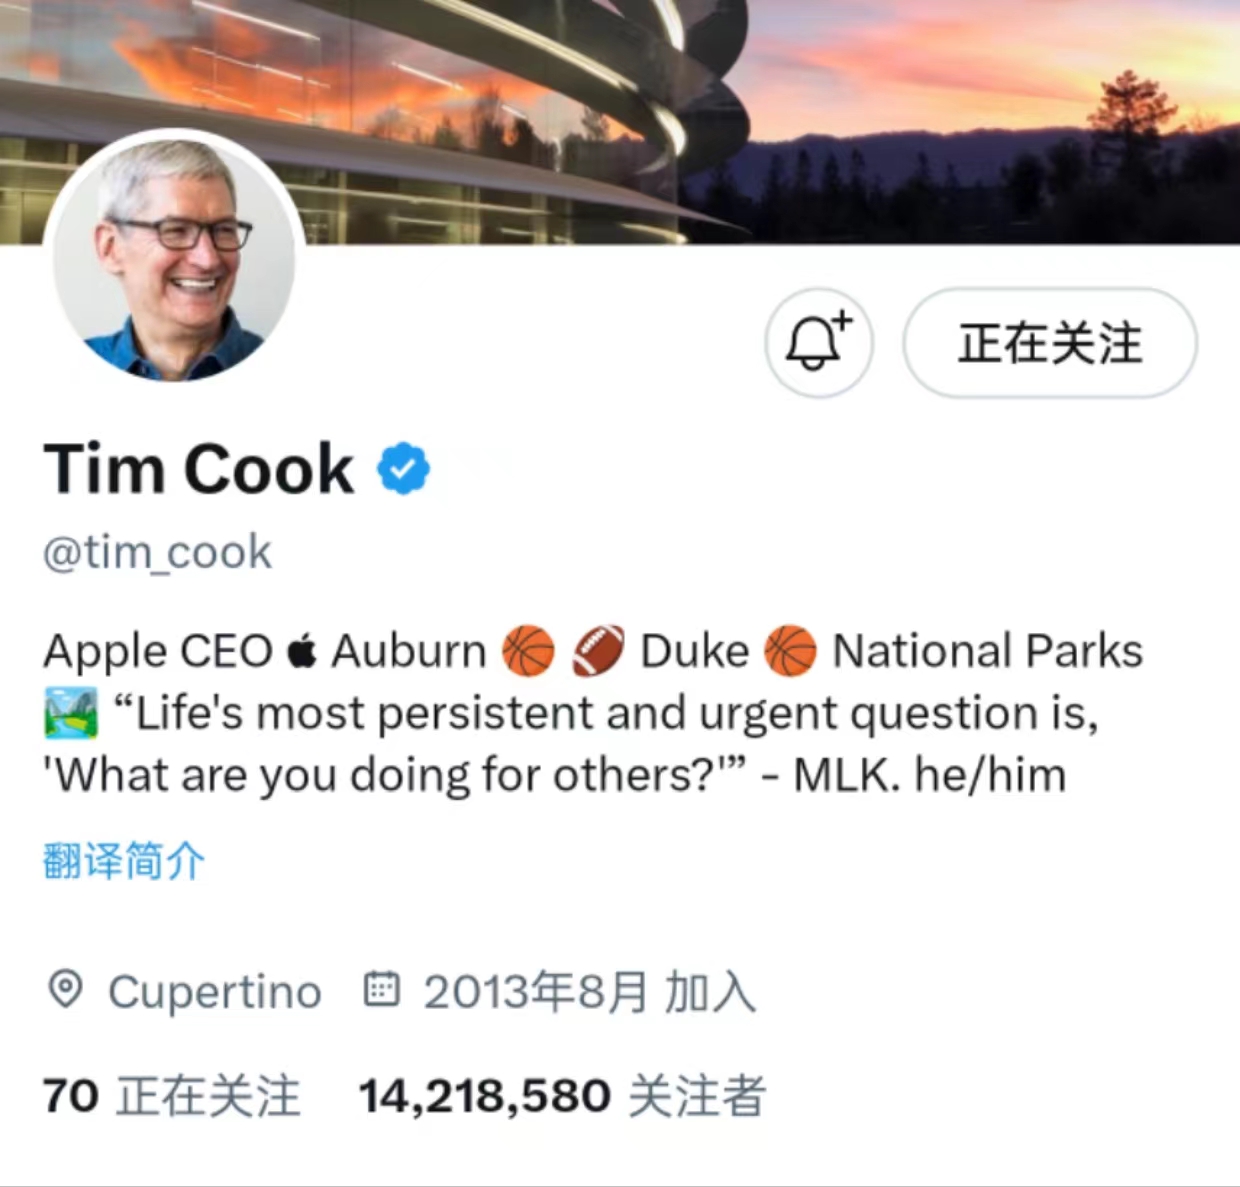 正在关注
Tim Cook
@tim_cook
Apple CEO  Auburn 🏀 🏈 Duke 🏀 National Parks
🏞️ “Life's most persistent and urgent question is,
'What are you doing for others?'” - MLK. he/him
翻译简介
Cupertino 2013年8月 加入
70 正在关注 14,218,580 关注者